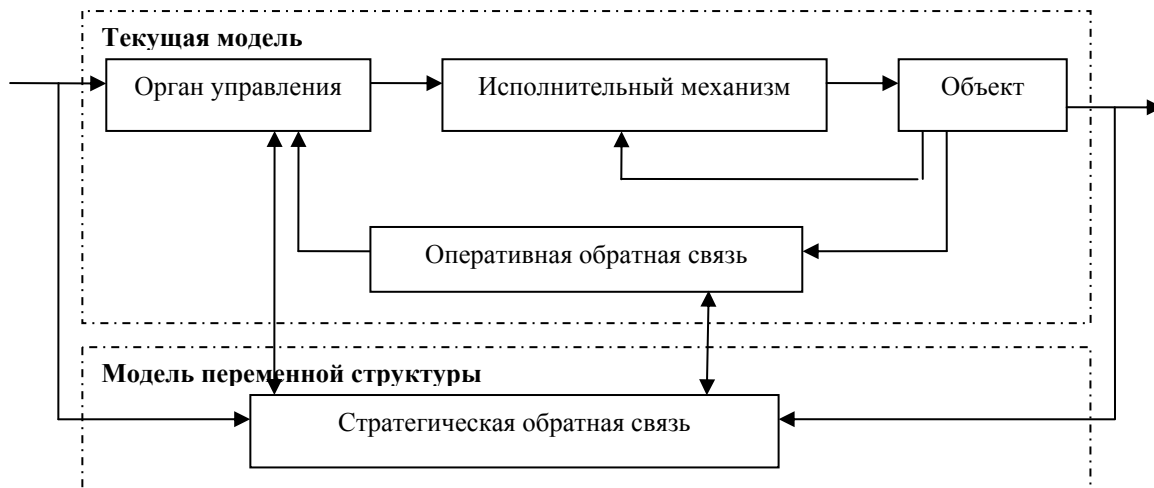 Текущая модель
Орган управления
Исполнительный механизм
Объект
Оперативная обратная связь
Модель переменной структуры
Стратегическая обратная связь